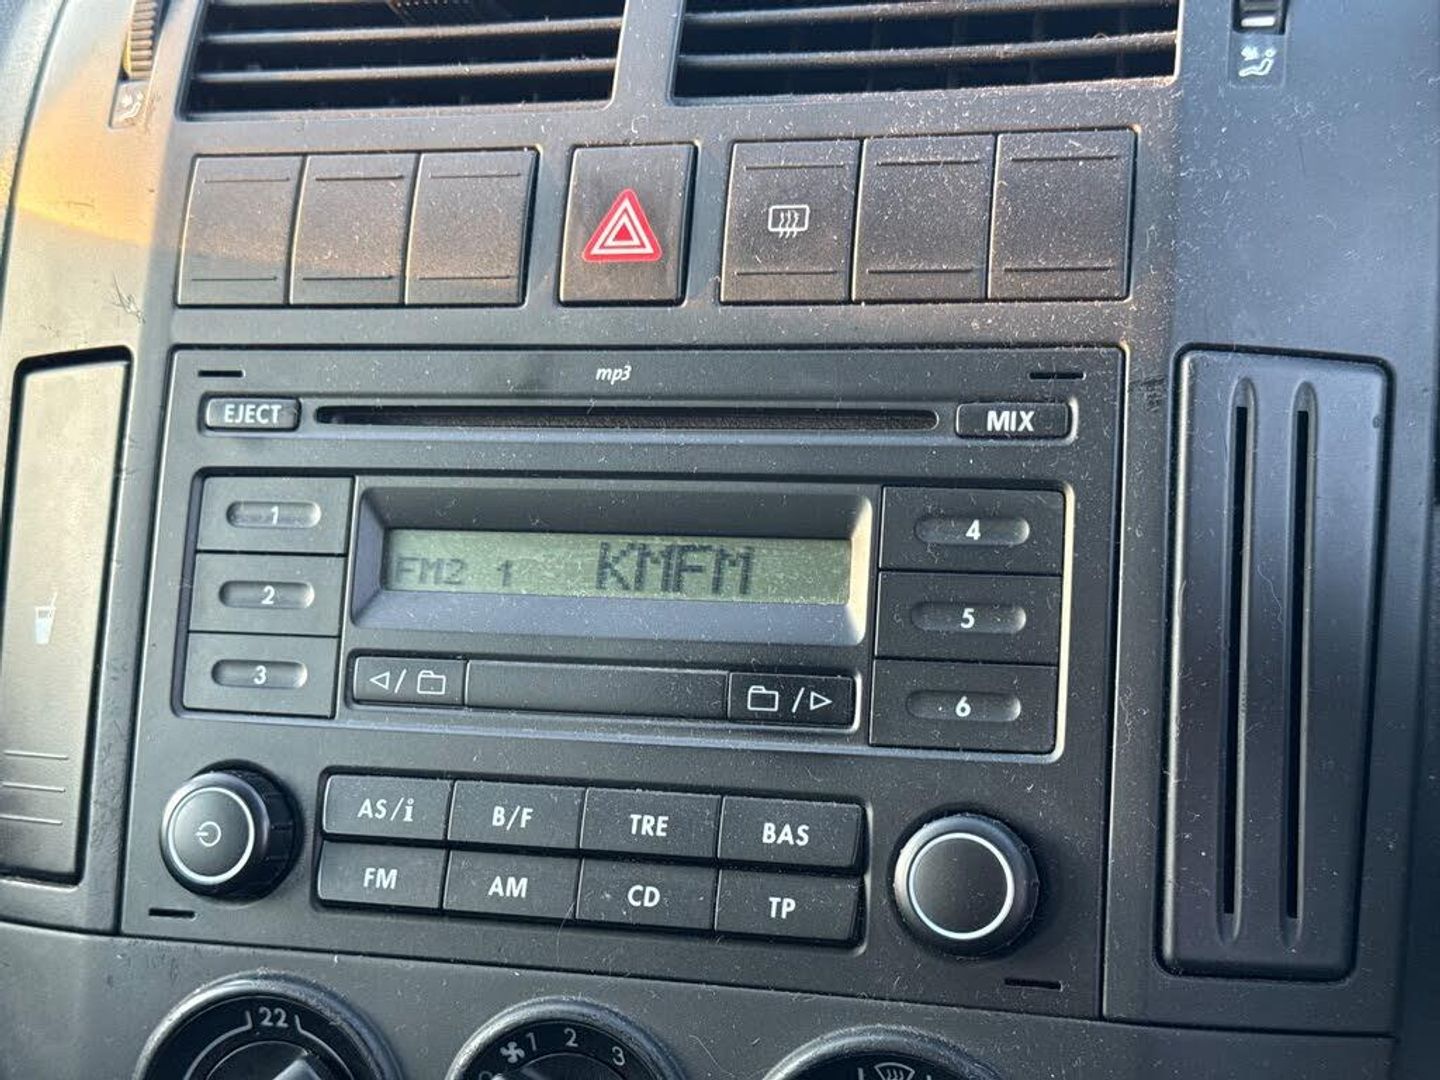 mp3
EJECT
MIX
1
4
FM2 1 KMFM
2
5
3
6
AS/i
B/F
TRE
BAS
FM
AM
CD
TP
22
1 2 3